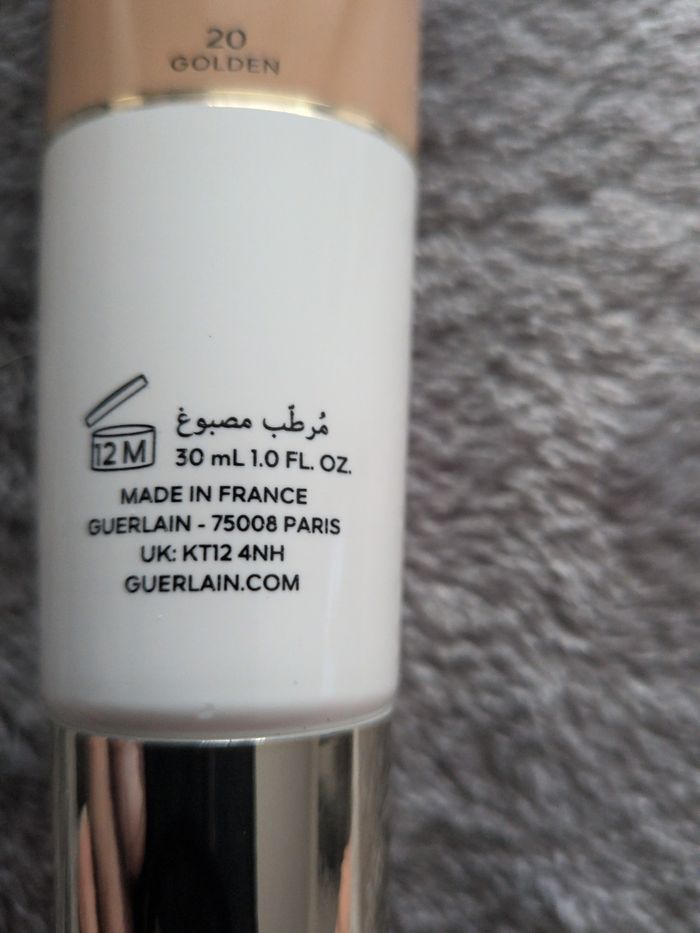 20
GOLDEN
مُرطّب مصبوغ
12 M
30 mL 1.0 FL. OZ.
MADE IN FRANCE
GUERLAIN - 75008 PARIS
UK: KT12 4NH
GUERLAIN.COM